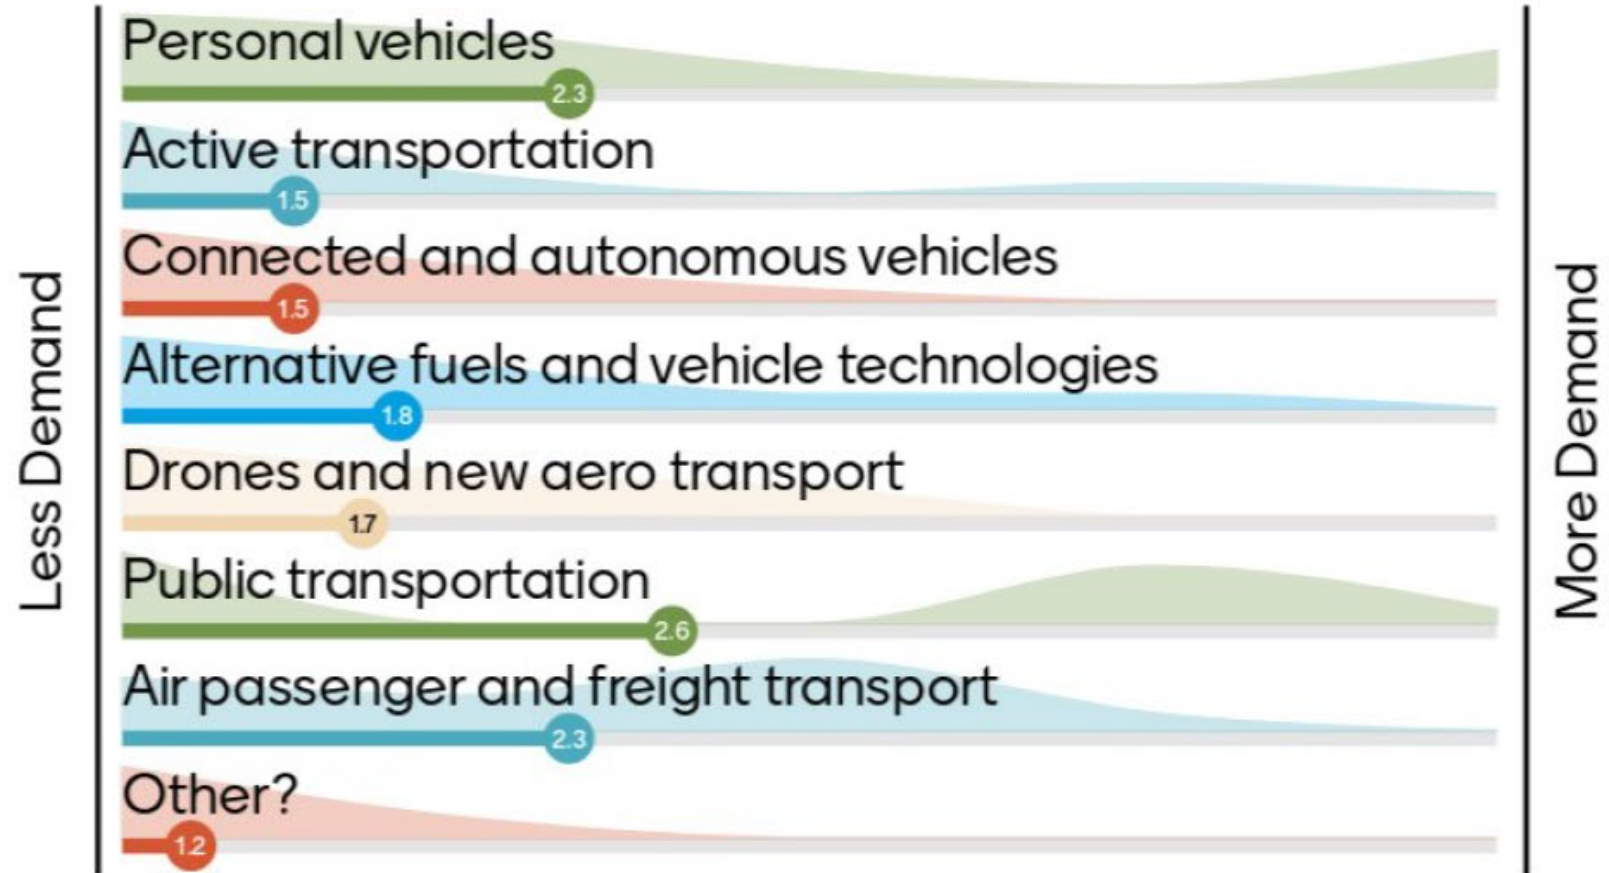 Less Demand
Personal vehicles
2.3
Active transportation
1.5
Connected and autonomous vehicles
1.5
Alternative fuels and vehicle technologies
1.8
Drones and new aero transport
1.7
Public transportation
2.6
Air passenger and freight transport
2.3
Other?
1.2
More Demand